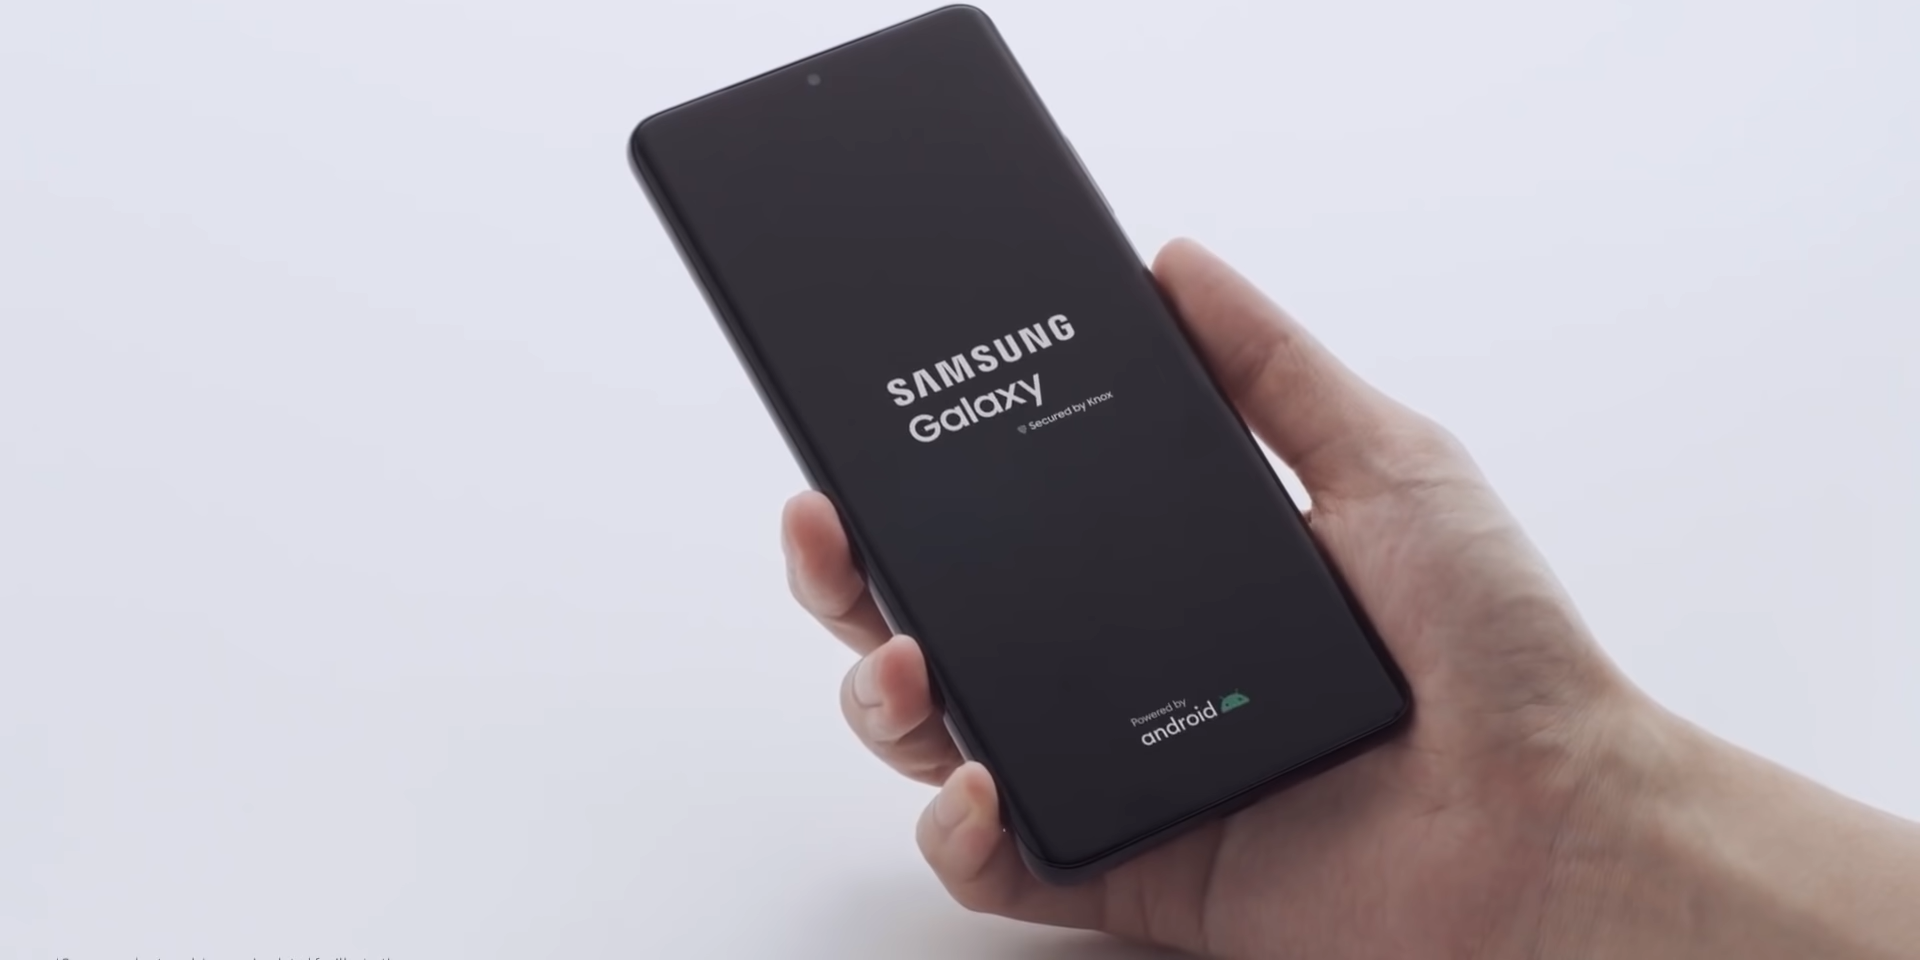 SAMSUNG
Galaxy
Secured by Knox
Powered by
android